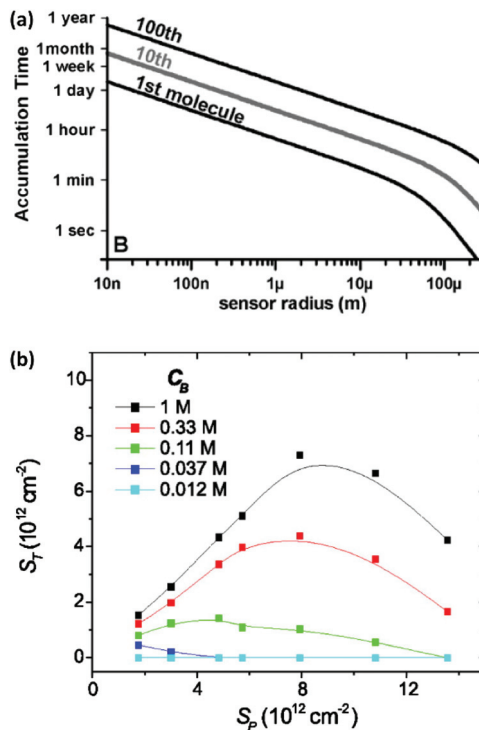 (a)
1 year
1month
1 week
1 day
1 hour
1 min
1 sec
Accumulation Time
100th
10th
1st molecule
B
10n 100n 1µ 10µ 100µ
sensor radius (m)
(b)
C_B
1 M
0.33 M
0.11 M
0.037 M
0.012 M
10
8
6
4
2
0
S_T (10^12 cm^-2)
0 4 8 12
S_P (10^12 cm^-2)